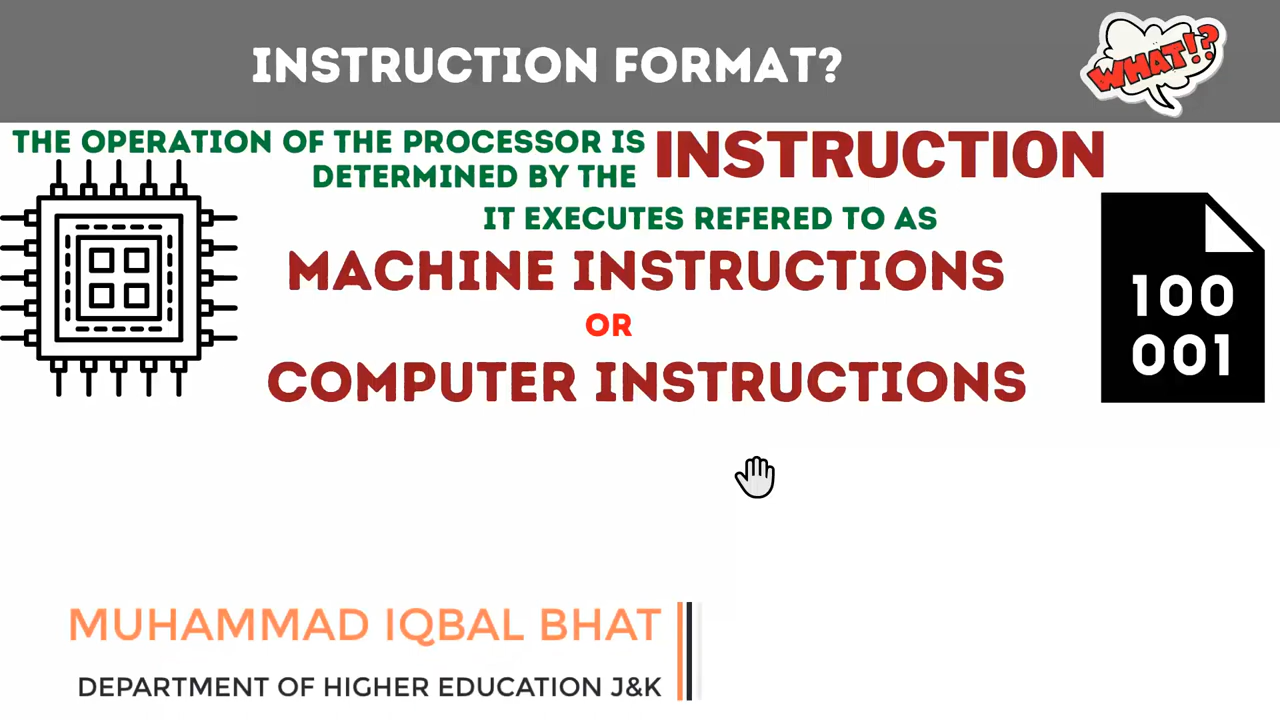 INSTRUCTION FORMAT?
WHAT!?
THE OPERATION OF THE PROCESSOR IS
DETERMINED BY THE
INSTRUCTION
IT EXECUTES REFERED TO AS
MACHINE INSTRUCTIONS
OR
COMPUTER INSTRUCTIONS
100
001
MUHAMMAD IQBAL BHAT
DEPARTMENT OF HIGHER EDUCATION J&K